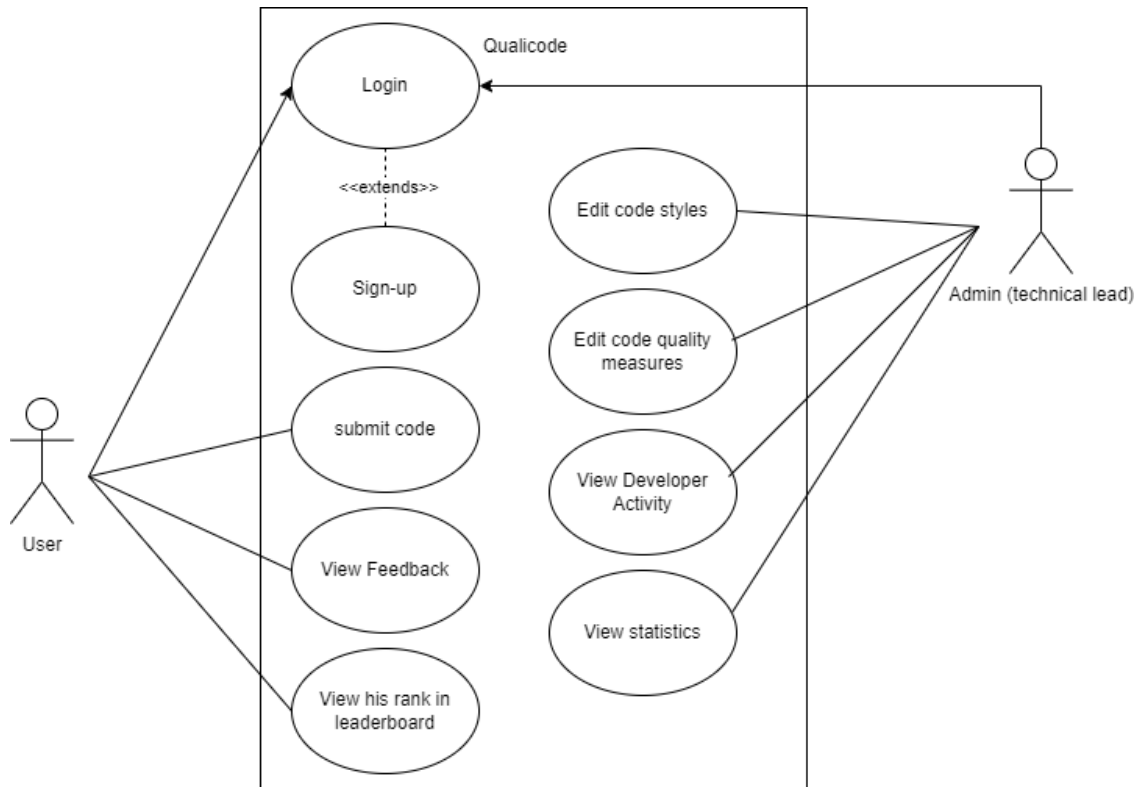 Qualicode
Login
<<extends>>
Sign-up
submit code
View Feedback
View his rank in
leaderboard
Edit code styles
Edit code quality
measures
View Developer
Activity
View statistics
User
Admin (technical lead)